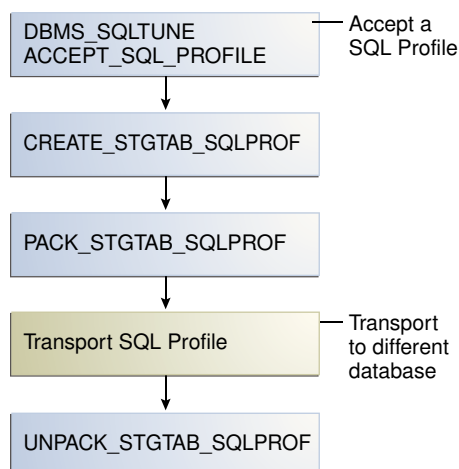 DBMS_SQLTUNE
ACCEPT_SQL_PROFILE
Accept a
SQL Profile
CREATE_STGTAB_SQLPROF
PACK_STGTAB_SQLPROF
Transport SQL Profile
Transport
to different
database
UNPACK_STGTAB_SQLPROF